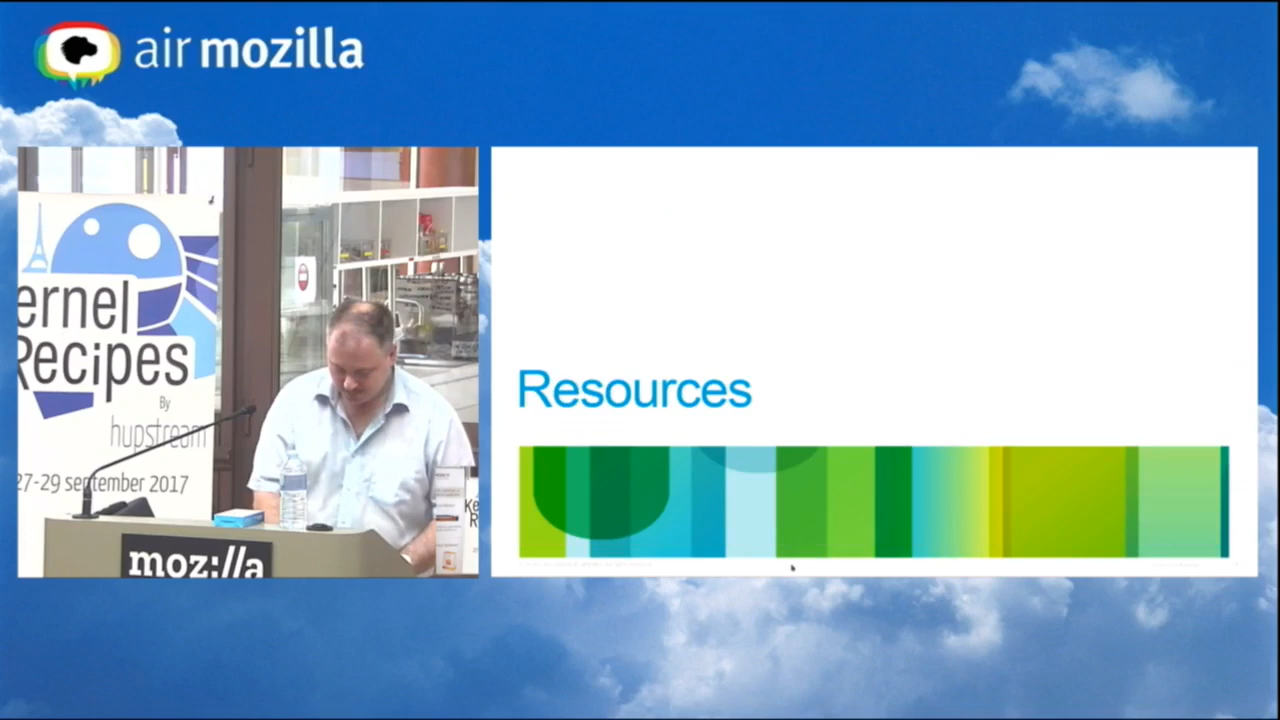 air mozilla
ernel
Recipes
By
hupstream
27-29 september 2017
moz://a
Resources